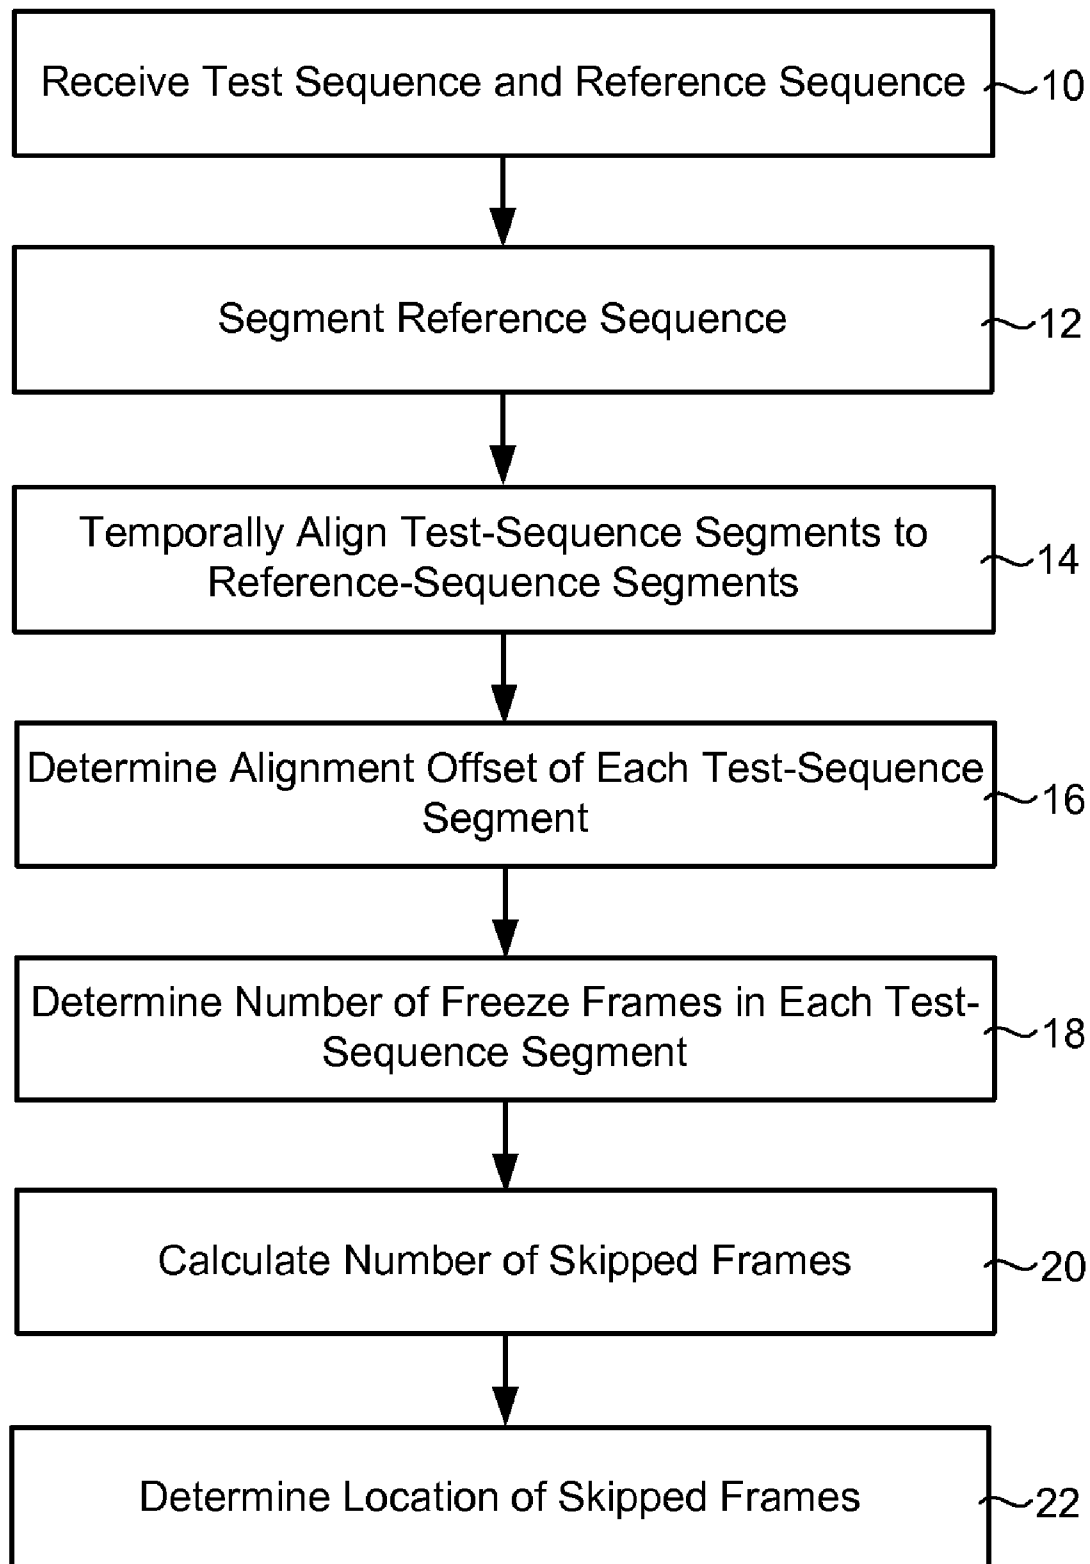 Receive Test Sequence and Reference Sequence
10
Segment Reference Sequence
12
Temporally Align Test-Sequence Segments to
Reference-Sequence Segments
14
Determine Alignment Offset of Each Test-Sequence
Segment
16
Determine Number of Freeze Frames in Each Test-
Sequence Segment
18
Calculate Number of Skipped Frames
20
Determine Location of Skipped Frames
22